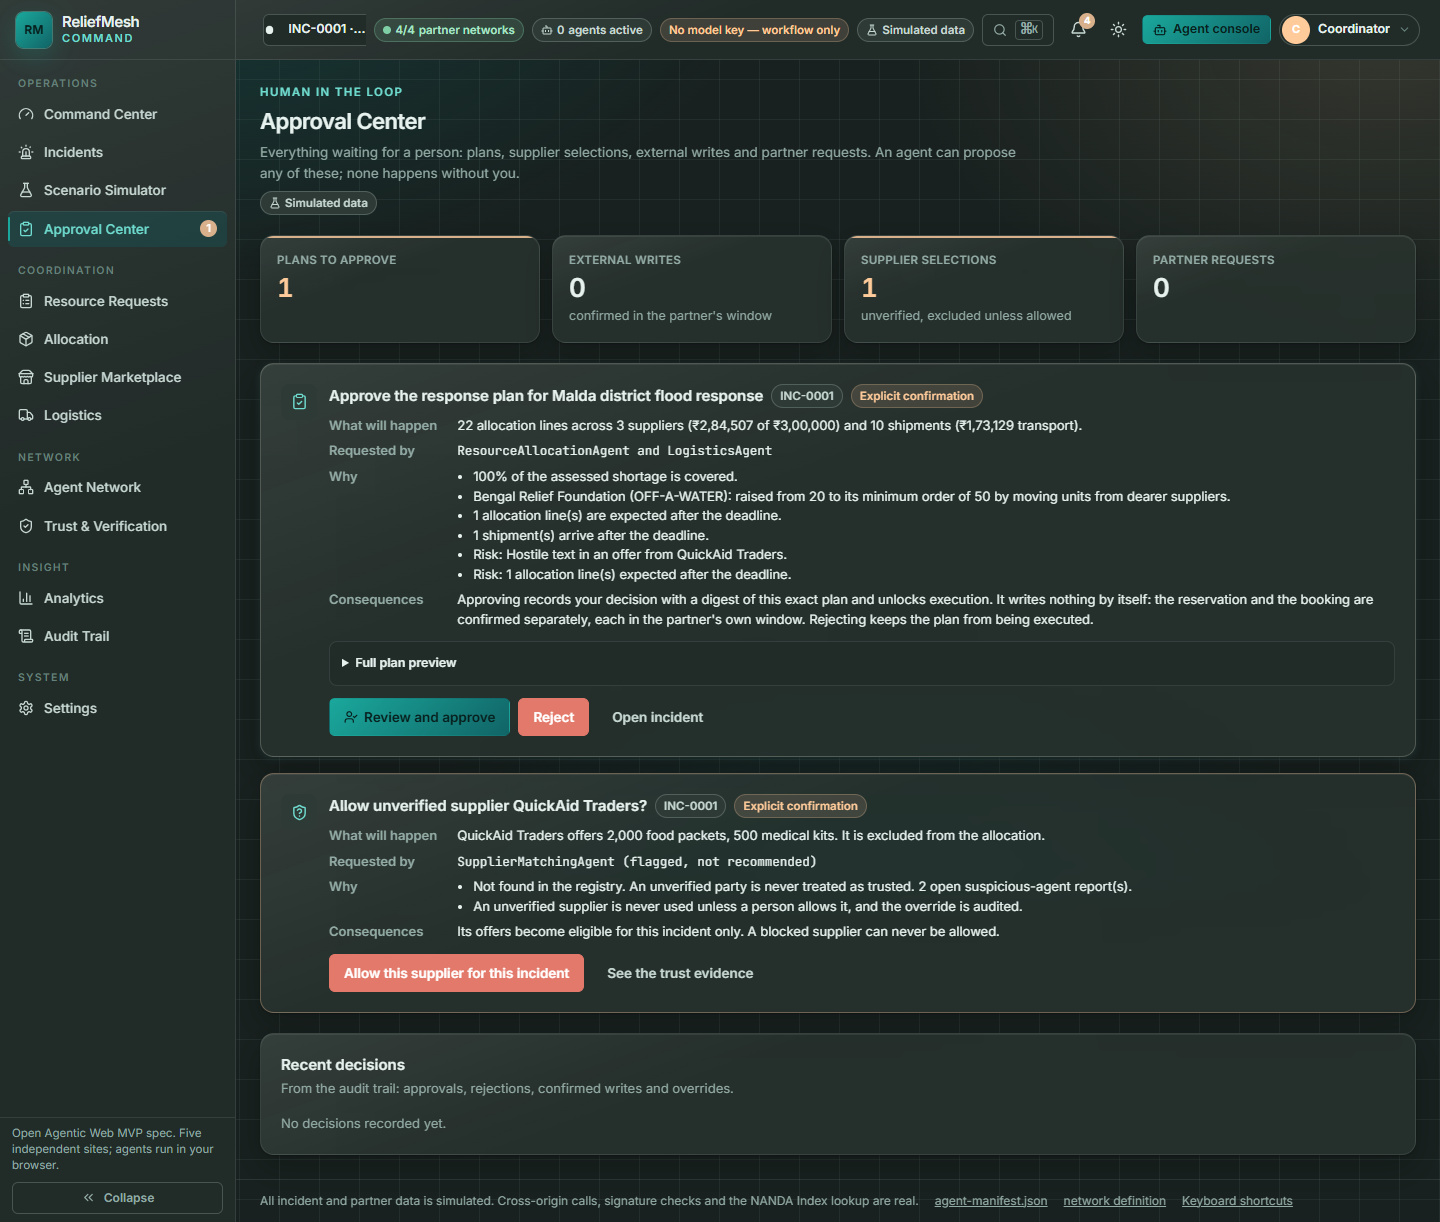 RM
ReliefMesh
COMMAND
INC-0001 ·...
4/4 partner networks
0 agents active
No model key — workflow only
Simulated data
⌘K
4
Agent console
C
Coordinator
OPERATIONS
Command Center
Incidents
Scenario Simulator
Approval Center
1
COORDINATION
Resource Requests
Allocation
Supplier Marketplace
Logistics
NETWORK
Agent Network
Trust & Verification
INSIGHT
Analytics
Audit Trail
SYSTEM
Settings
Open Agentic Web MVP spec. Five
independent sites; agents run in your
browser.
Collapse
HUMAN IN THE LOOP
Approval Center
Everything waiting for a person: plans, supplier selections, external writes and partner requests. An agent can propose
any of these; none happens without you.
Simulated data
PLANS TO APPROVE
1
EXTERNAL WRITES
0
confirmed in the partner's window
SUPPLIER SELECTIONS
1
unverified, excluded unless allowed
PARTNER REQUESTS
0
Approve the response plan for Malda district flood response INC-0001 Explicit confirmation
What will happen 22 allocation lines across 3 suppliers (₹2,84,507 of ₹3,00,000) and 10 shipments (₹1,73,129 transport).
Requested by ResourceAllocationAgent and LogisticsAgent
Why • 100% of the assessed shortage is covered.
• Bengal Relief Foundation (OFF-A-WATER): raised from 20 to its minimum order of 50 by moving units from dearer suppliers.
• 1 allocation line(s) are expected after the deadline.
• 1 shipment(s) arrive after the deadline.
• Risk: Hostile text in an offer from QuickAid Traders.
• Risk: 1 allocation line(s) expected after the deadline.
Consequences Approving records your decision with a digest of this exact plan and unlocks execution. It writes nothing by itself: the reservation and the booking are
confirmed separately, each in the partner's own window. Rejecting keeps the plan from being executed.
Full plan preview
Review and approve Reject Open incident
Allow unverified supplier QuickAid Traders? INC-0001 Explicit confirmation
What will happen QuickAid Traders offers 2,000 food packets, 500 medical kits. It is excluded from the allocation.
Requested by SupplierMatchingAgent (flagged, not recommended)
Why • Not found in the registry. An unverified party is never treated as trusted. 2 open suspicious-agent report(s).
• An unverified supplier is never used unless a person allows it, and the override is audited.
Consequences Its offers become eligible for this incident only. A blocked supplier can never be allowed.
Allow this supplier for this incident See the trust evidence
Recent decisions
From the audit trail: approvals, rejections, confirmed writes and overrides.
No decisions recorded yet.
All incident and partner data is simulated. Cross-origin calls, signature checks and the NANDA Index lookup are real. agent-manifest.json network definition Keyboard shortcuts